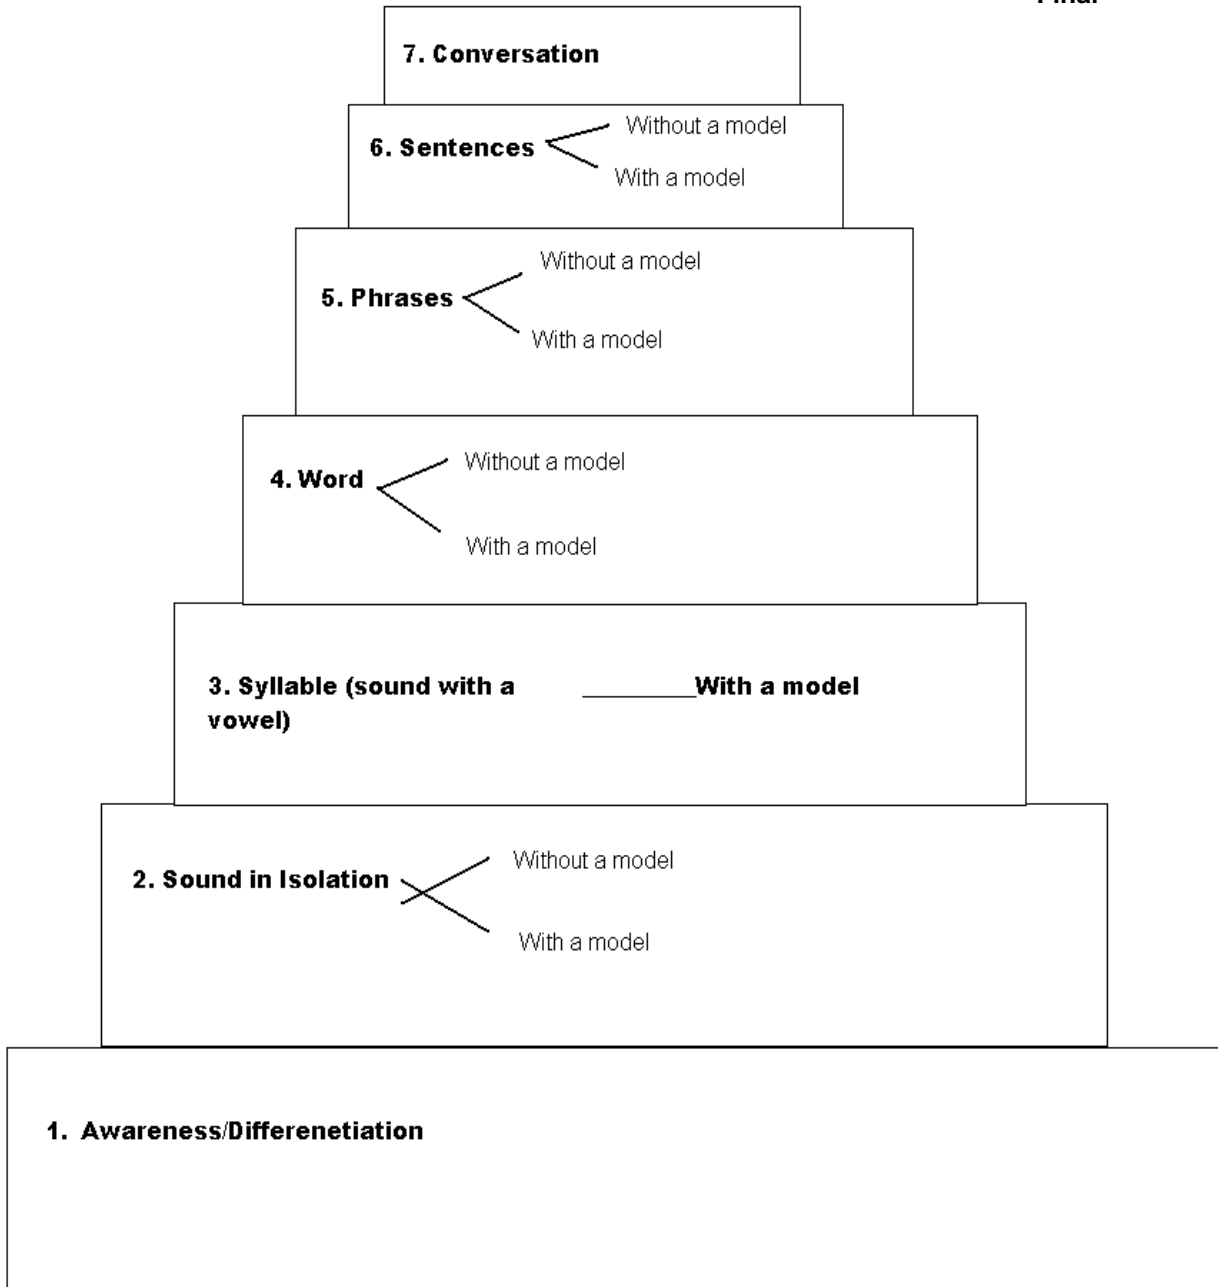 7. Conversation
Without a model
6. Sentences
With a model
Without a model
5. Phrases
With a model
Without a model
4. Word
With a model
3. Syllable (sound with a ________With a model
vowel)
Without a model
2. Sound in Isolation
With a model
1. Awareness/Differenetiation